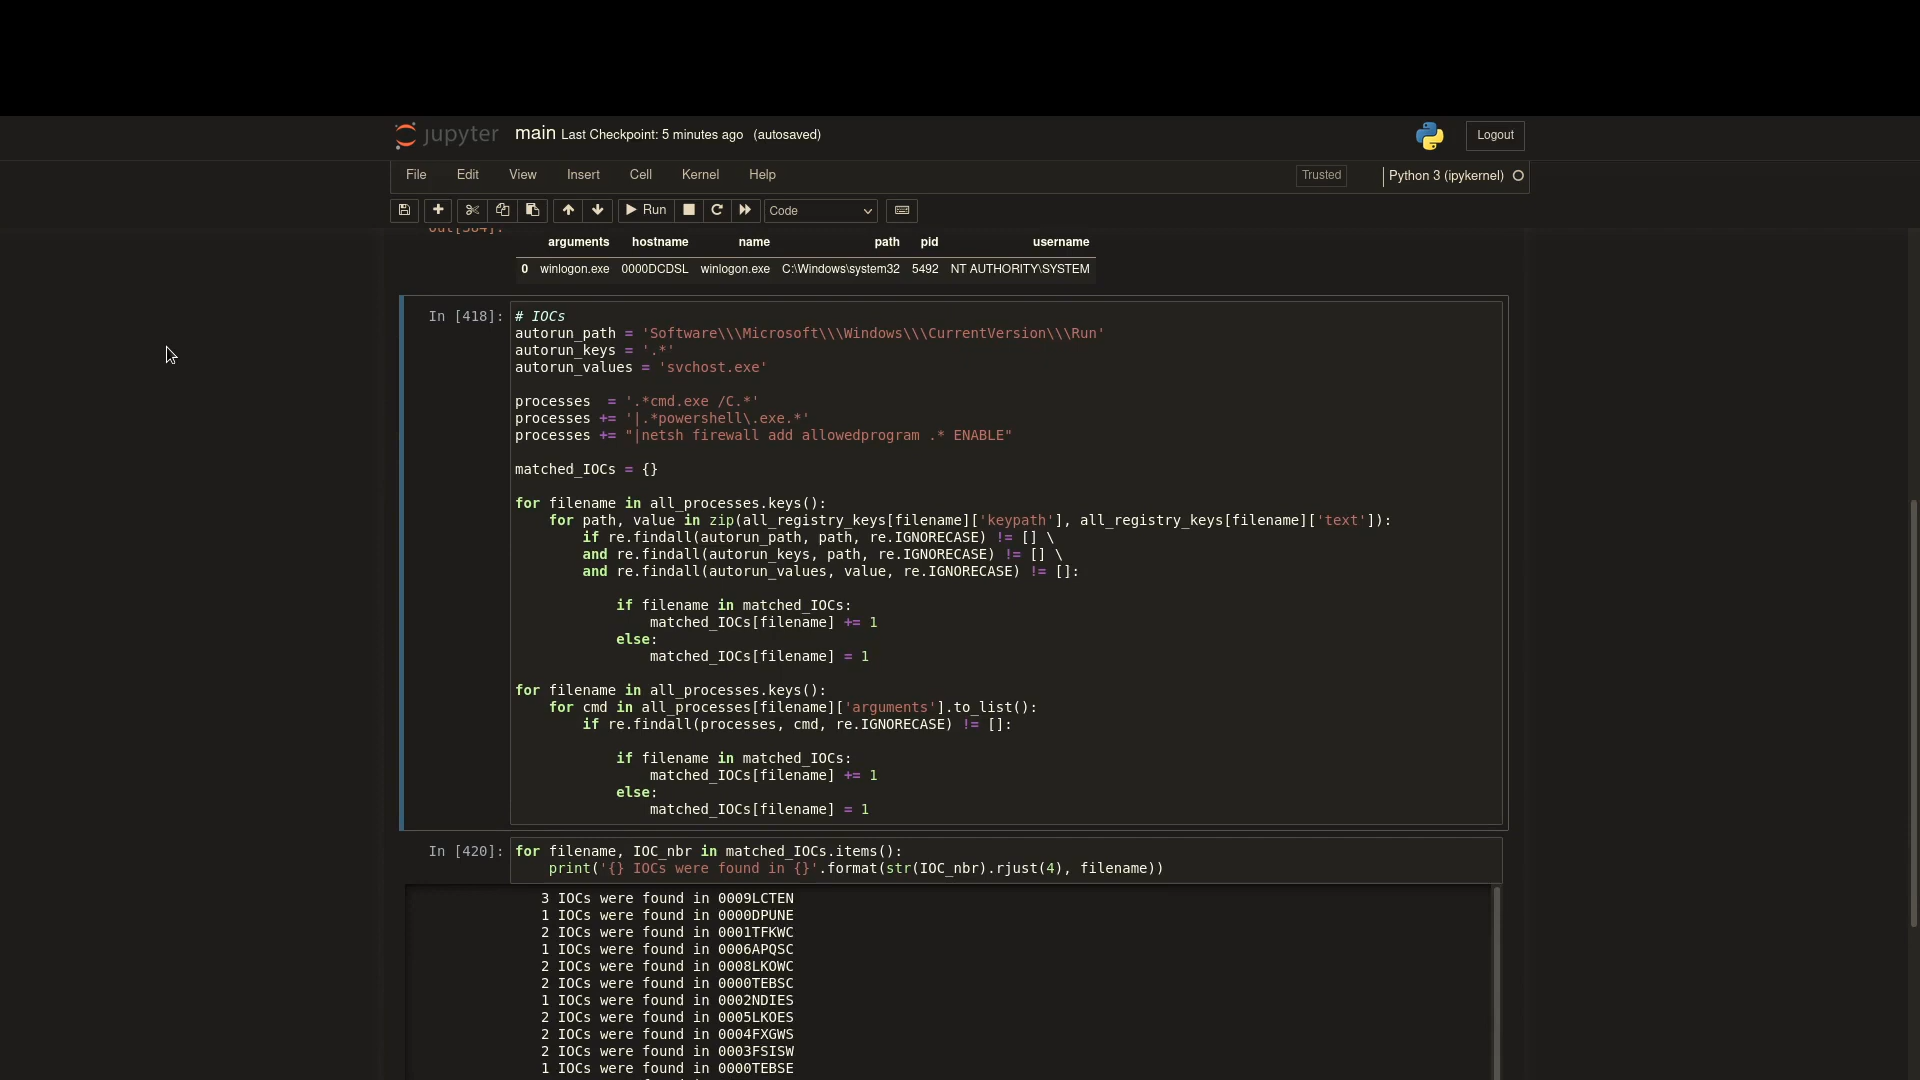 jupyter main Last Checkpoint: 5 minutes ago (autosaved) Logout
File Edit View Insert Cell Kernel Help Trusted Python 3 (ipykernel)
Run Code
Out[384]:
arguments hostname name path pid username
0 winlogon.exe 0000DCDSL winlogon.exe C:\Windows\system32 5492 NT AUTHORITY\SYSTEM
In [418]: # IOCs
autorun_path = 'Software\\\Microsoft\\\Windows\\\CurrentVersion\\\Run'
autorun_keys = '.*'
autorun_values = 'svchost.exe'
processes  = '.*cmd.exe /C.*'
processes += '|.*powershell\.exe.*'
processes += "|netsh firewall add allowedprogram .* ENABLE"
matched_IOCs = {}
for filename in all_processes.keys():
for path, value in zip(all_registry_keys[filename]['keypath'], all_registry_keys[filename]['text']):
if re.findall(autorun_path, path, re.IGNORECASE) != [] \
and re.findall(autorun_keys, path, re.IGNORECASE) != [] \
and re.findall(autorun_values, value, re.IGNORECASE) != []:
if filename in matched_IOCs:
matched_IOCs[filename] += 1
else:
matched_IOCs[filename] = 1
for filename in all_processes.keys():
for cmd in all_processes[filename]['arguments'].to_list():
if re.findall(processes, cmd, re.IGNORECASE) != []:
if filename in matched_IOCs:
matched_IOCs[filename] += 1
else:
matched_IOCs[filename] = 1
In [420]: for filename, IOC_nbr in matched_IOCs.items():
print('{} IOCs were found in {}'.format(str(IOC_nbr).rjust(4), filename))
3 IOCs were found in 0009LCTEN
1 IOCs were found in 0000DPUNE
2 IOCs were found in 0001TFKWC
1 IOCs were found in 0006APQSC
2 IOCs were found in 0008LKOWC
2 IOCs were found in 0000TEBSC
1 IOCs were found in 0002NDIES
2 IOCs were found in 0005LKOES
2 IOCs were found in 0004FXGWS
2 IOCs were found in 0003FSISW
1 IOCs were found in 0000TEBSE